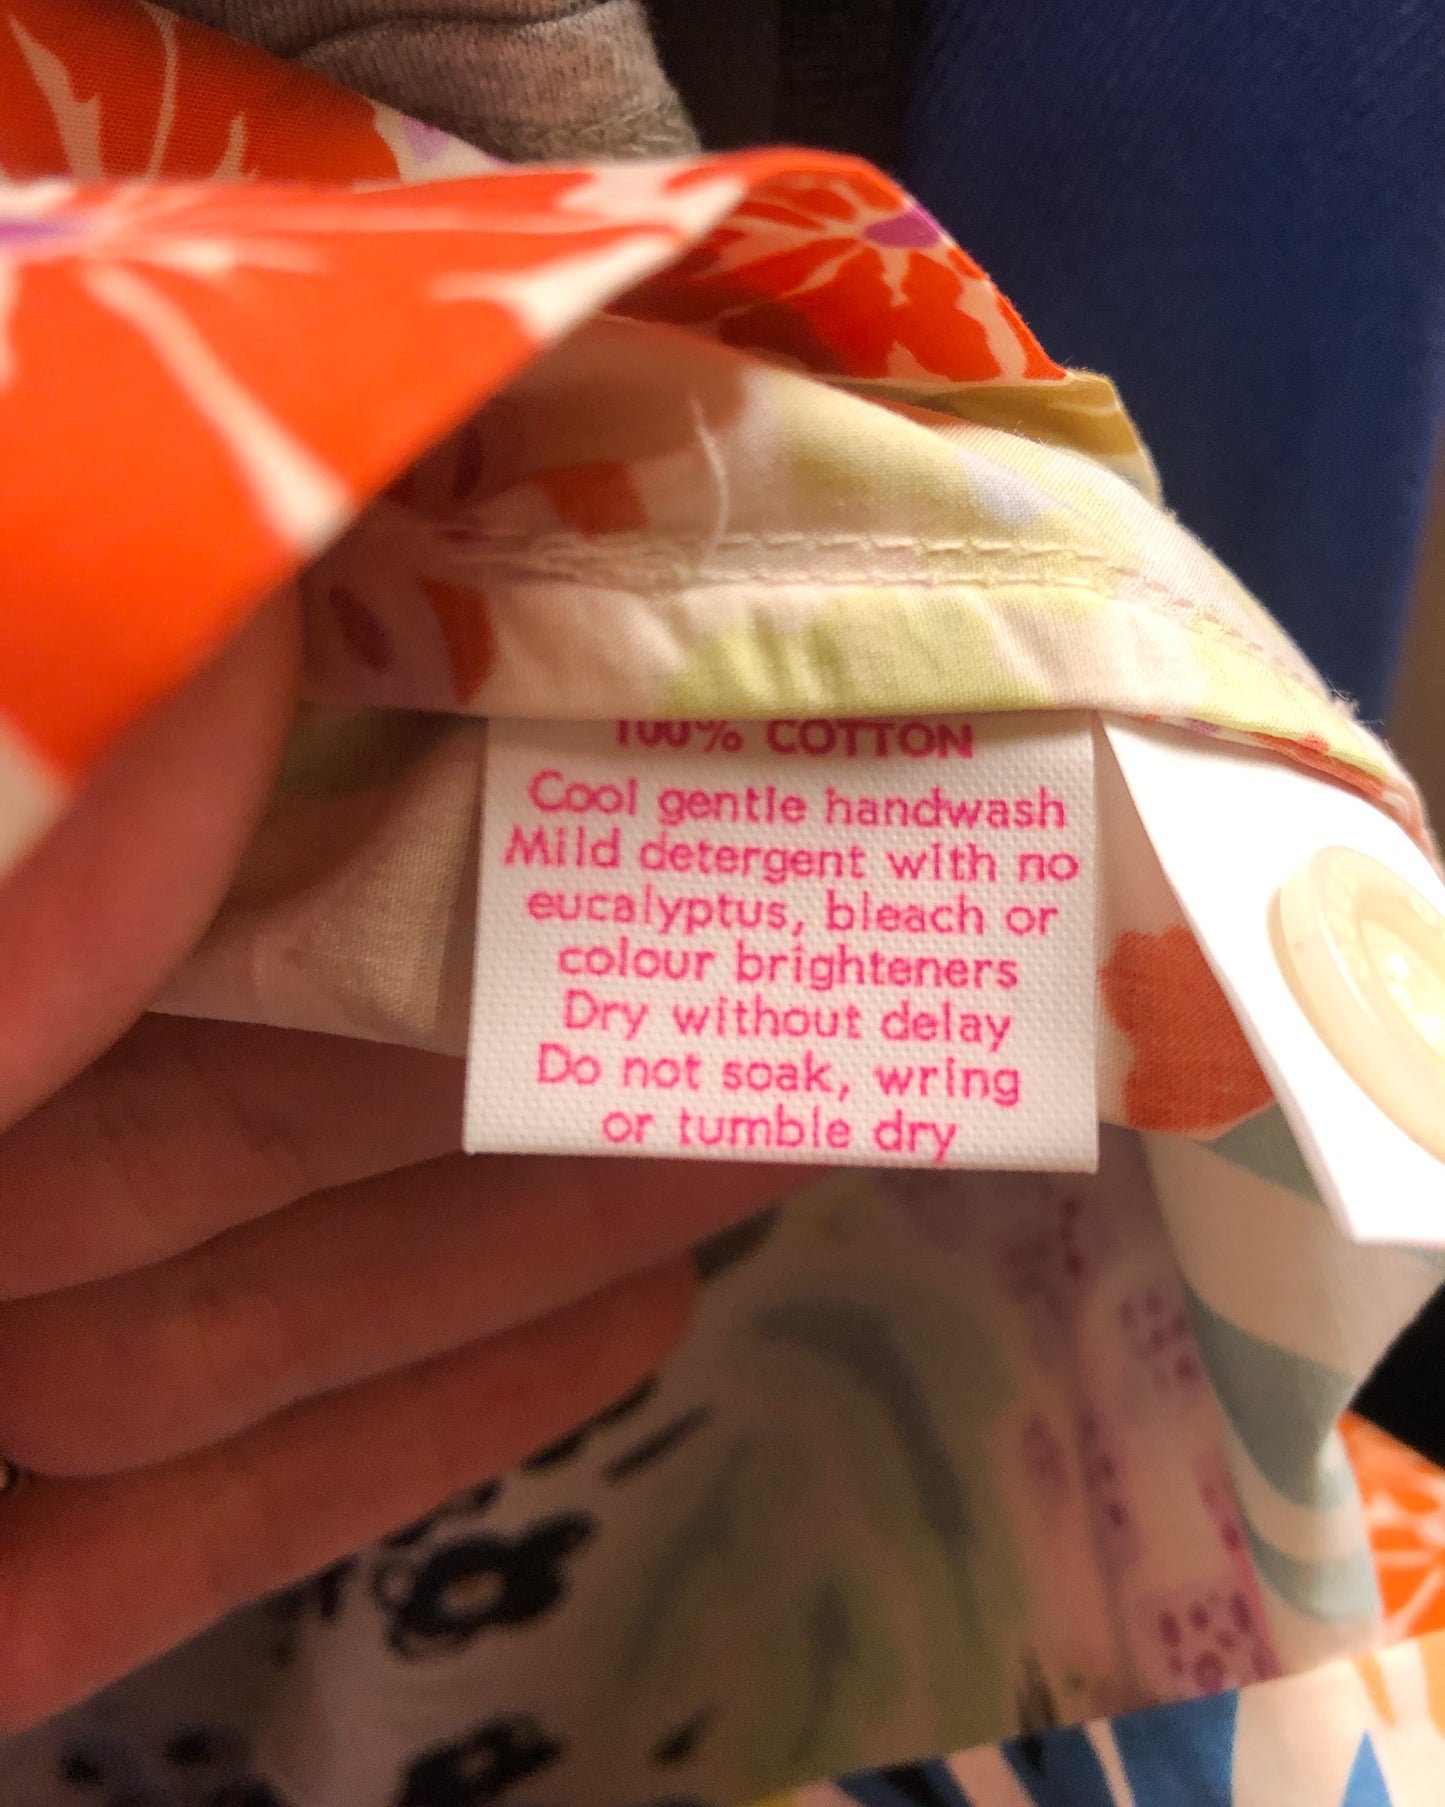 100% COTTON
Cool gentle handwash
Mild detergent with no
eucalyptus, bleach or
colour brighteners
Dry without delay
Do not soak, wring
or tumble dry